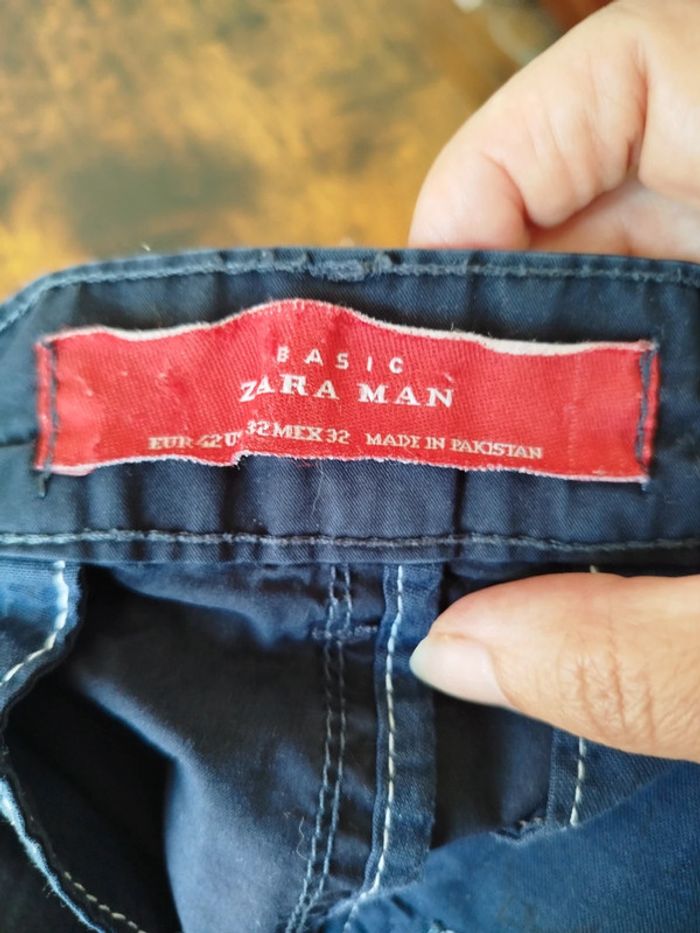 BASIC
ZARA MAN
EUR 42 U 32 MEX 32 MADE IN PAKISTAN